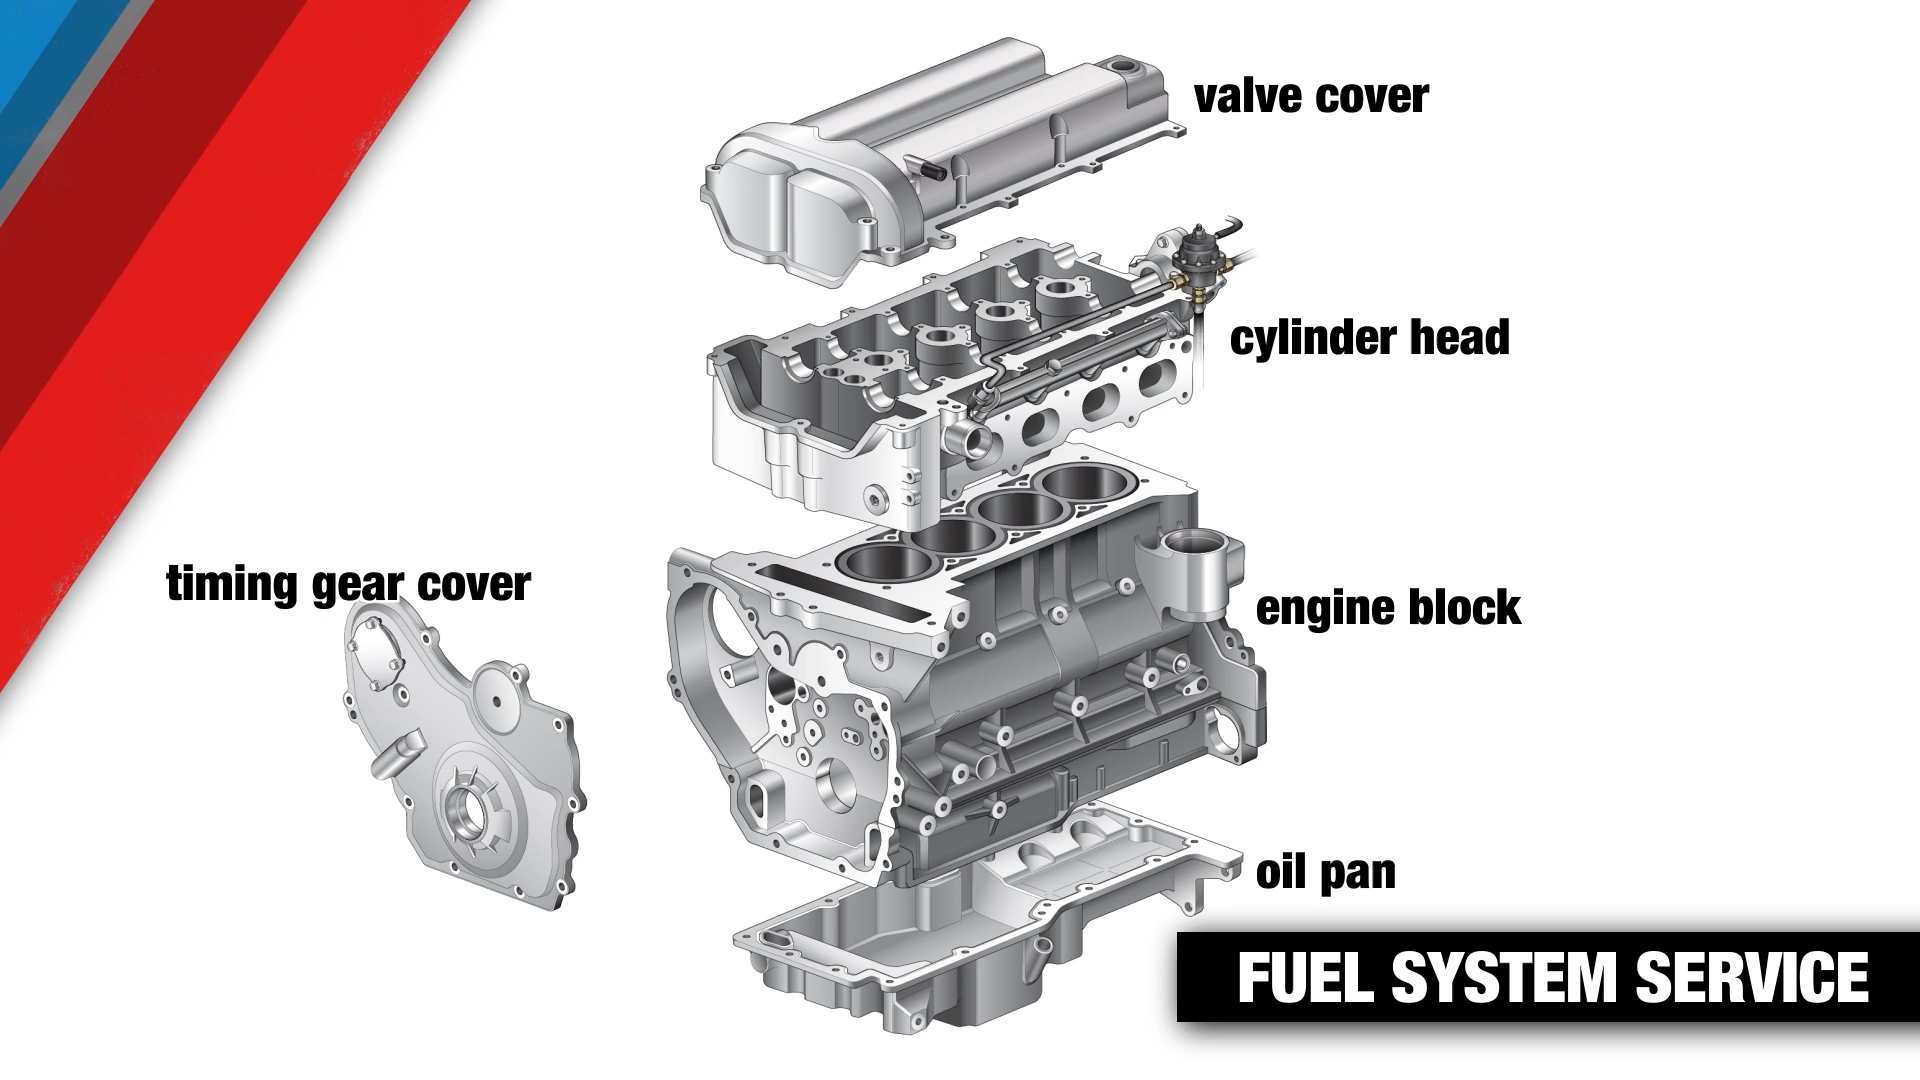 valve cover
cylinder head
timing gear cover
engine block
oil pan
FUEL SYSTEM SERVICE